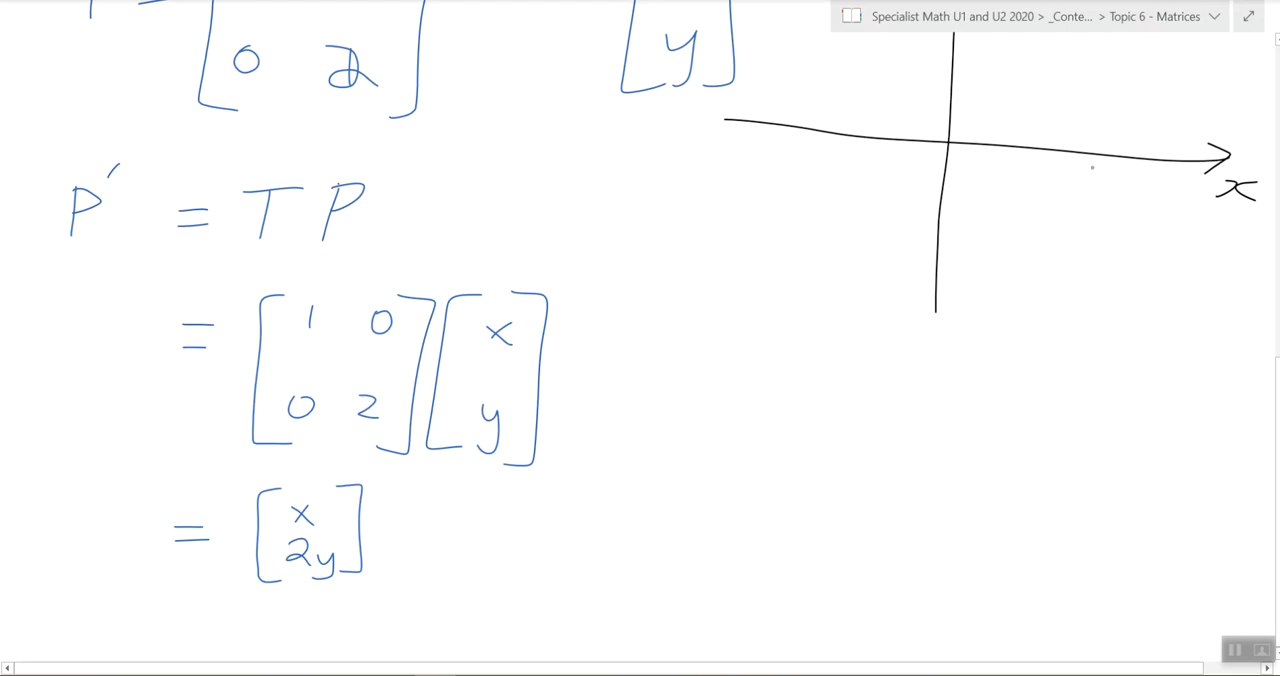 Specialist Math U1 and U2 2020 > _Conte... > Topic 6 - Matrices
0 2
y
x
P' = T P
= [ 1 0 ] [ x ]
[ 0 2 ] [ y ]
= [ x ]
[ 2y ]